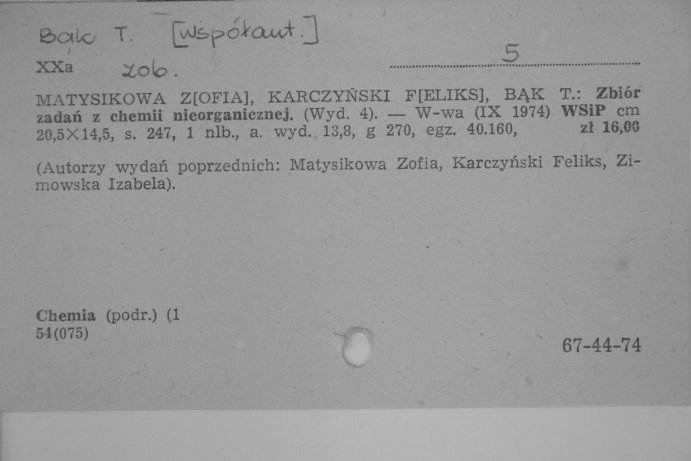 Bąk T. [współaut.]
5
XXa zob.
MATYSIKOWA Z[OFIA], KARCZYŃSKI F[ELIKS], BĄK T.: Zbiór
zadań z chemii nieorganicznej. (Wyd. 4). — W-wa (IX 1974) WSiP cm
20,5×14,5, s. 247, 1 nlb., a. wyd. 13,8, g 270, egz. 40.160, zł 16,00
(Autorzy wydań poprzednich: Matysikowa Zofia, Karczyński Feliks, Zi-
mowska Izabela).
Chemia (podr.) (1
54(075)
67-44-74